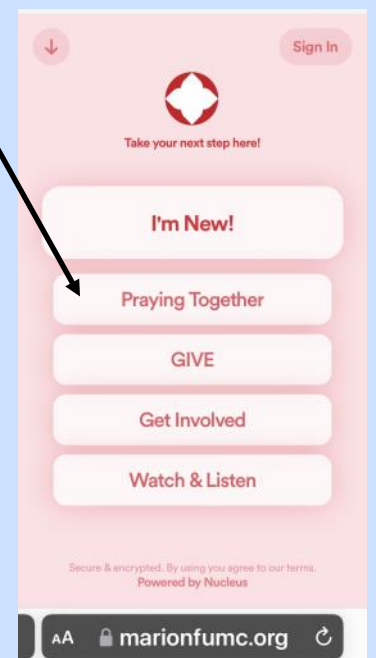 Sign In
Take your next step here!
I'm New!
Praying Together
GIVE
Get Involved
Watch & Listen
Secure & encrypted. By using you agree to our terms.
Powered by Nucleus
AA marionfumc.org